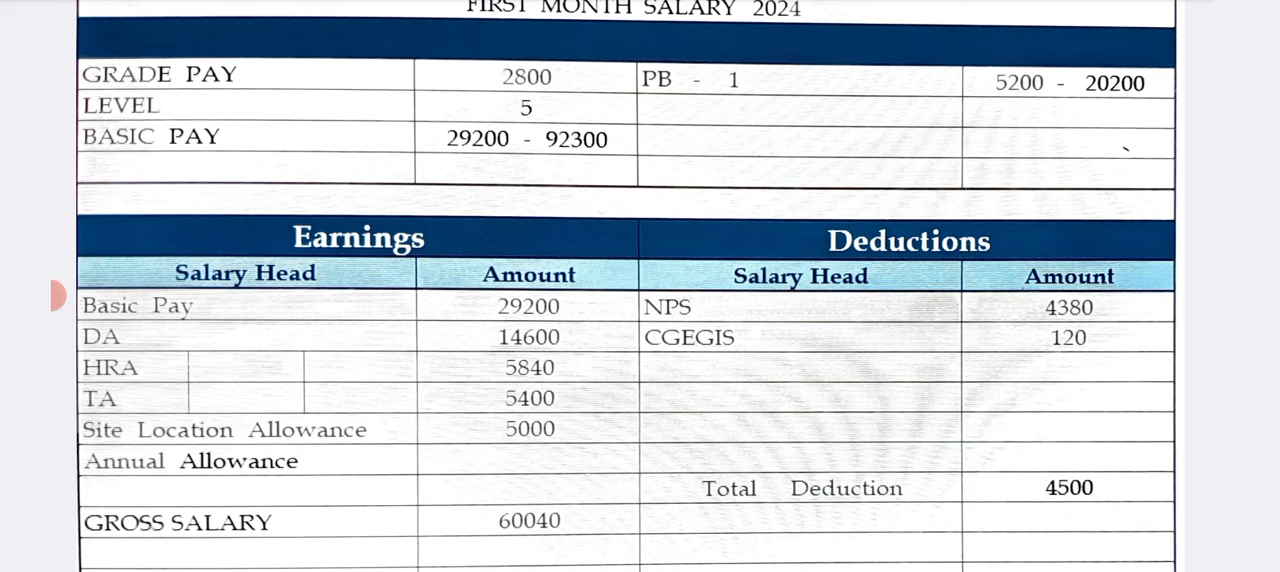 FIRST MONTH SALARY 2024
GRADE PAY 2800 PB - 1 5200 - 20200
LEVEL 5
BASIC PAY 29200 - 92300
Earnings Deductions
Salary Head Amount Salary Head Amount
Basic Pay 29200 NPS 4380
DA 14600 CGEGIS 120
HRA 5840
TA 5400
Site Location Allowance 5000
Annual Allowance
Total Deduction 4500
GROSS SALARY 60040